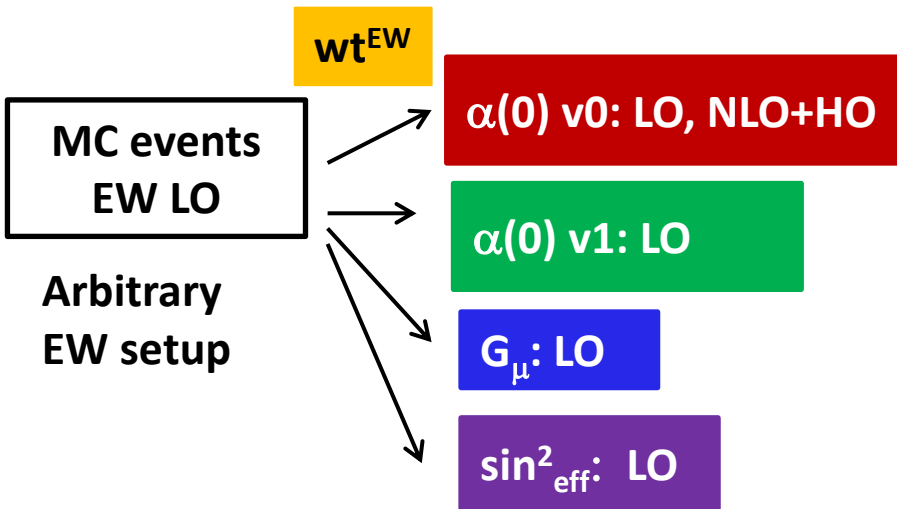 wt^EW
MC events
EW LO
Arbitrary
EW setup
α(0) v0: LO, NLO+HO
α(0) v1: LO
G_μ: LO
sin²_eff: LO